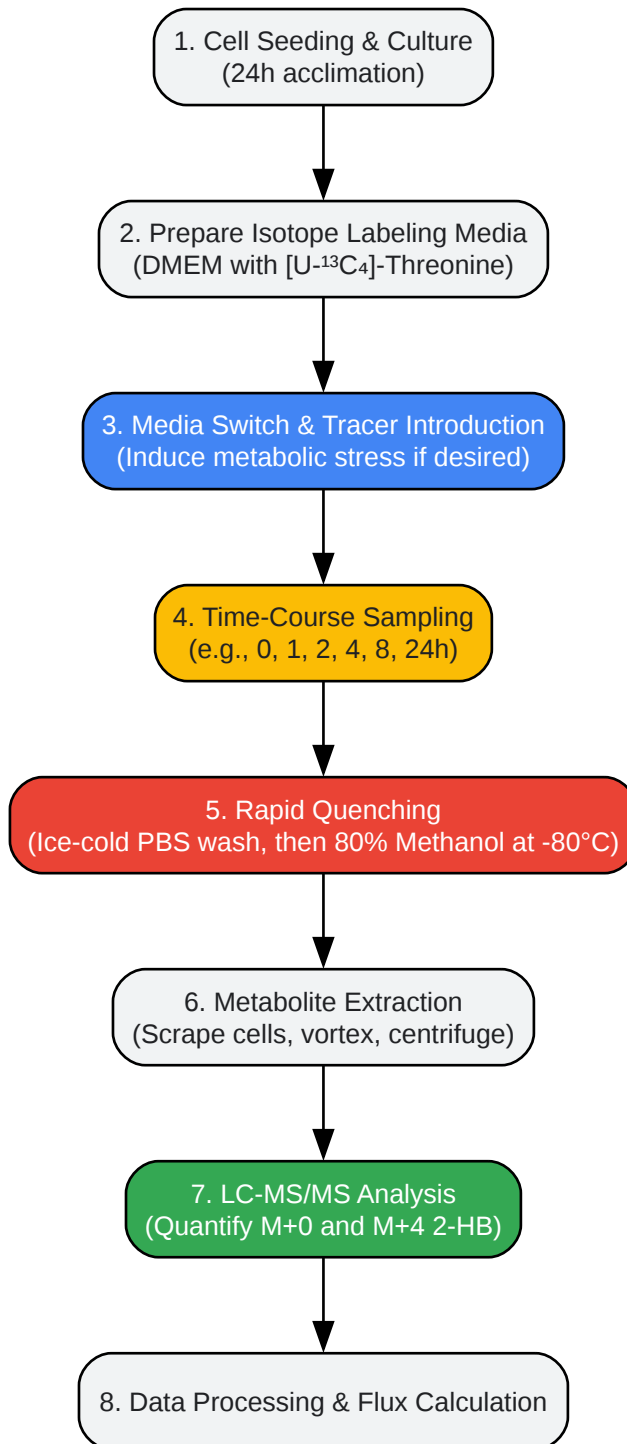 1. Cell Seeding & Culture
(24h acclimation)
2. Prepare Isotope Labeling Media
(DMEM with [U-¹³C₄]-Threonine)
3. Media Switch & Tracer Introduction
(Induce metabolic stress if desired)
4. Time-Course Sampling
(e.g., 0, 1, 2, 4, 8, 24h)
5. Rapid Quenching
(Ice-cold PBS wash, then 80% Methanol at -80°C)
6. Metabolite Extraction
(Scrape cells, vortex, centrifuge)
7. LC-MS/MS Analysis
(Quantify M+0 and M+4 2-HB)
8. Data Processing & Flux Calculation